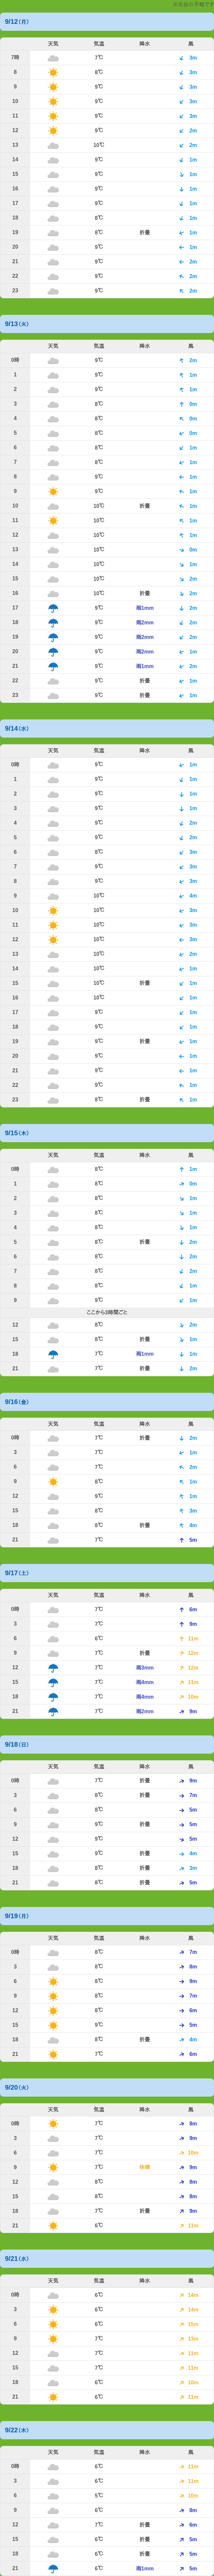 9/12(月)
天気 気温 降水 風
7時 7℃ 3m
8 8℃ 3m
9 8℃ 3m
10 9℃ 3m
11 9℃ 3m
12 9℃ 2m
13 10℃ 2m
14 9℃ 1m
15 9℃ 1m
16 9℃ 1m
17 9℃ 1m
18 8℃ 1m
19 8℃ 折畳 1m
20 9℃ 1m
21 9℃ 2m
22 9℃ 2m
23 9℃ 2m
9/13(火)
天気 気温 降水 風
0時 9℃ 2m
1 9℃ 1m
2 9℃ 1m
3 8℃ 0m
4 8℃ 0m
5 8℃ 0m
6 8℃ 1m
7 8℃ 1m
8 9℃ 1m
9 9℃ 1m
10 10℃ 折畳 1m
11 10℃ 1m
12 10℃ 1m
13 10℃ 0m
14 10℃ 1m
15 10℃ 2m
16 10℃ 折畳 2m
17 9℃ 雨1mm 2m
18 9℃ 雨2mm 2m
19 9℃ 雨2mm 2m
20 9℃ 雨2mm 1m
21 9℃ 雨1mm 2m
22 9℃ 折畳 1m
23 9℃ 折畳 1m
9/14(水)
天気 気温 降水 風
0時 9℃ 1m
1 9℃ 1m
2 9℃ 1m
3 9℃ 1m
4 9℃ 2m
5 9℃ 2m
6 8℃ 3m
7 9℃ 3m
8 9℃ 3m
9 10℃ 4m
10 10℃ 3m
11 10℃ 3m
12 10℃ 3m
13 10℃ 2m
14 10℃ 1m
15 10℃ 折畳 1m
16 10℃ 1m
17 9℃ 1m
18 9℃ 1m
19 9℃ 折畳 1m
20 9℃ 1m
21 9℃ 1m
22 9℃ 1m
23 8℃ 折畳 1m
9/15(木)
天気 気温 降水 風
0時 8℃ 1m
1 8℃ 0m
2 8℃ 1m
3 8℃ 1m
4 8℃ 1m
5 8℃ 折畳 2m
6 8℃ 2m
7 8℃ 2m
8 8℃ 1m
9 9℃ 1m
ここから3時間ごと
12 8℃ 2m
15 8℃ 折畳 1m
18 7℃ 雨1mm 1m
21 7℃ 折畳 2m
9/16(金)
天気 気温 降水 風
0時 7℃ 折畳 2m
3 7℃ 1m
6 7℃ 2m
9 8℃ 1m
12 9℃ 1m
15 8℃ 3m
18 8℃ 折畳 4m
21 7℃ 5m
9/17(土)
天気 気温 降水 風
0時 7℃ 6m
3 7℃ 9m
6 6℃ 11m
9 7℃ 折畳 12m
12 7℃ 雨3mm 12m
15 7℃ 雨4mm 11m
18 7℃ 雨4mm 10m
21 7℃ 雨2mm 9m
9/18(日)
天気 気温 降水 風
0時 7℃ 折畳 9m
3 8℃ 折畳 7m
6 8℃ 5m
9 9℃ 折畳 5m
12 9℃ 5m
15 9℃ 折畳 4m
18 8℃ 折畳 3m
21 8℃ 折畳 5m
9/19(月)
天気 気温 降水 風
0時 8℃ 7m
3 8℃ 8m
6 8℃ 9m
9 8℃ 7m
12 8℃ 6m
15 9℃ 5m
18 8℃ 折畳 4m
21 7℃ 6m
9/20(火)
天気 気温 降水 風
0時 7℃ 8m
3 7℃ 9m
6 7℃ 10m
9 7℃ 9m
12 8℃ 8m
15 8℃ 8m
18 7℃ 折畳 9m
21 6℃ 11m
9/21(水)
天気 気温 降水 風
0時 6℃ 14m
3 6℃ 14m
6 6℃ 15m
9 7℃ 13m
12 7℃ 11m
15 7℃ 11m
18 6℃ 10m
21 6℃ 11m
9/22(木)
天気 気温 降水 風
0時 6℃ 11m
3 6℃ 11m
6 5℃ 10m
9 6℃ 8m
12 7℃ 折畳 6m
15 6℃ 折畳 5m
18 6℃ 折畳 5m
21 6℃ 雨1mm 5m